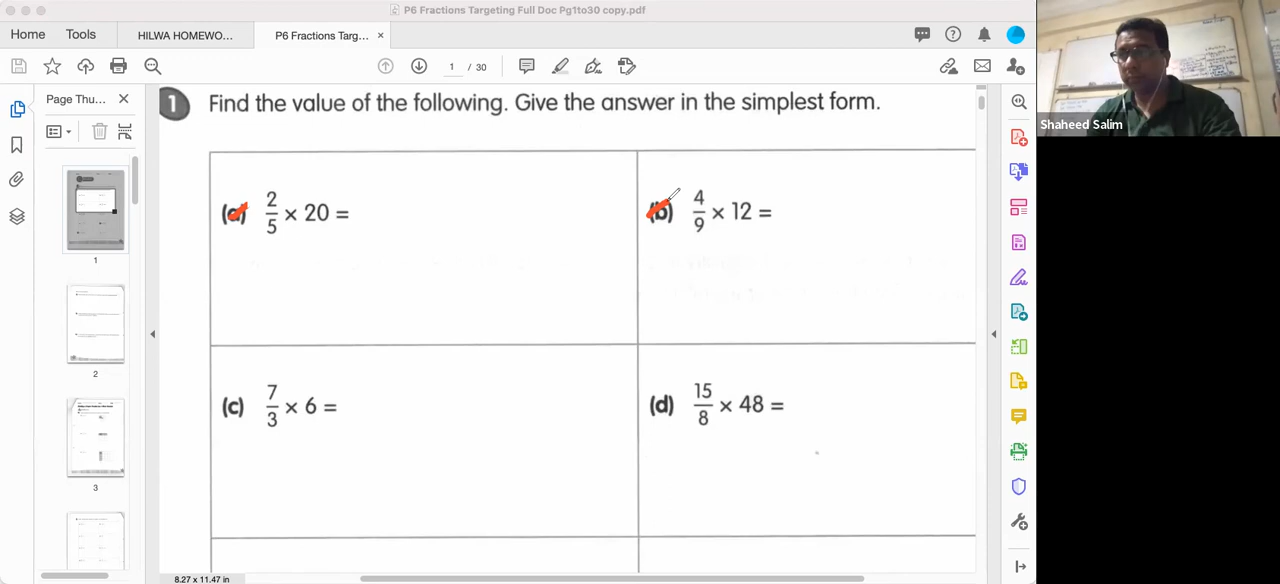 P6 Fractions Targeting Full Doc Pg1to30 copy.pdf
Home Tools HILWA HOMEWO... P6 Fractions Targ... ×
1 / 30
Page Thu...
1 Find the value of the following. Give the answer in the simplest form.
Shaheed Salim
(a) 2/5 × 20 =
(b) 4/9 × 12 =
(c) 7/3 × 6 =
(d) 15/8 × 48 =
1
2
3
8.27 x 11.47 in